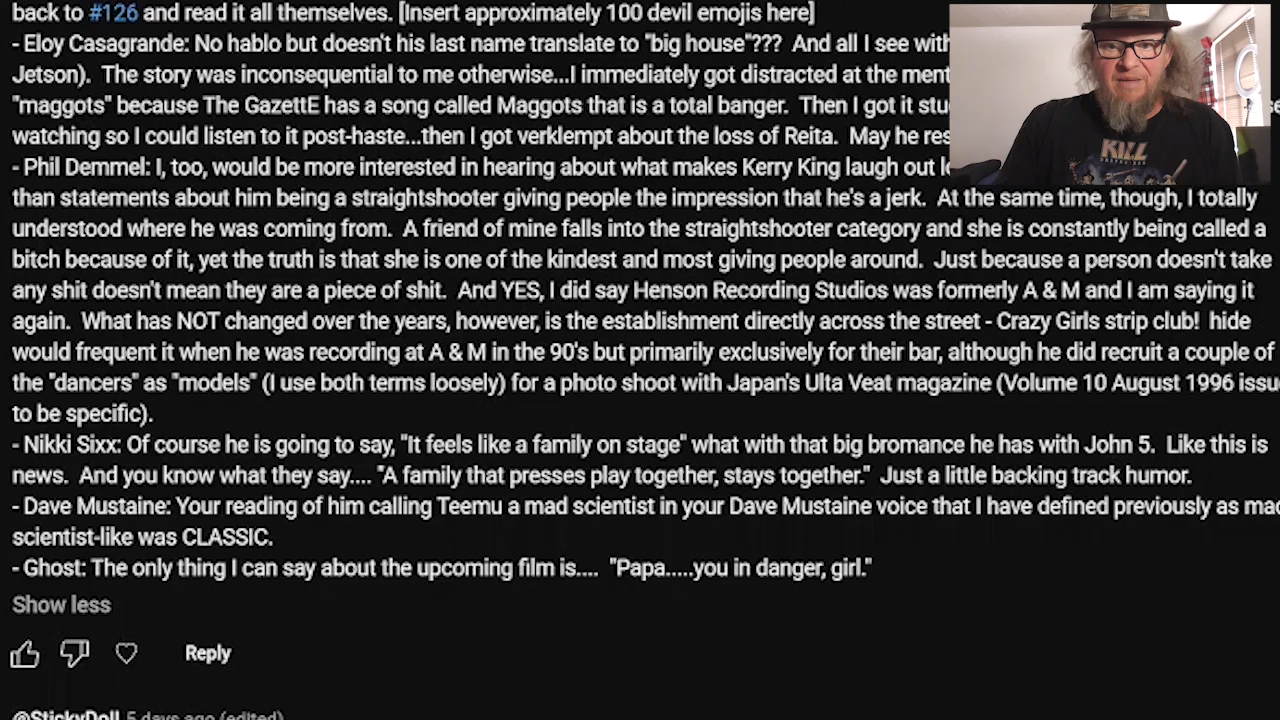 back to #126 and read it all themselves. [Insert approximately 100 devil emojis here]
- Eloy Casagrande: No hablo but doesn't his last name translate to "big house"??? And all I see with
Jetson). The story was inconsequential to me otherwise...I immediately got distracted at the ment
"maggots" because The GazettE has a song called Maggots that is a total banger. Then I got it stu
watching so I could listen to it post-haste...then I got verklempt about the loss of Reita. May he res
- Phil Demmel: I, too, would be more interested in hearing about what makes Kerry King laugh out l
than statements about him being a straightshooter giving people the impression that he's a jerk. At the same time, though, I totally
understood where he was coming from. A friend of mine falls into the straightshooter category and she is constantly being called a
bitch because of it, yet the truth is that she is one of the kindest and most giving people around. Just because a person doesn't take
any shit doesn't mean they are a piece of shit. And YES, I did say Henson Recording Studios was formerly A & M and I am saying it
again. What has NOT changed over the years, however, is the establishment directly across the street - Crazy Girls strip club! hide
would frequent it when he was recording at A & M in the 90's but primarily exclusively for their bar, although he did recruit a couple of
the "dancers" as "models" (I use both terms loosely) for a photo shoot with Japan's Ulta Veat magazine (Volume 10 August 1996 issu
to be specific).
- Nikki Sixx: Of course he is going to say, "It feels like a family on stage" what with that big bromance he has with John 5. Like this is
news. And you know what they say.... "A family that presses play together, stays together." Just a little backing track humor.
- Dave Mustaine: Your reading of him calling Teemu a mad scientist in your Dave Mustaine voice that I have defined previously as mad
scientist-like was CLASSIC.
- Ghost: The only thing I can say about the upcoming film is.... "Papa.....you in danger, girl."
Show less
Reply
@StickyDoll 5 days ago (edited)
KILL